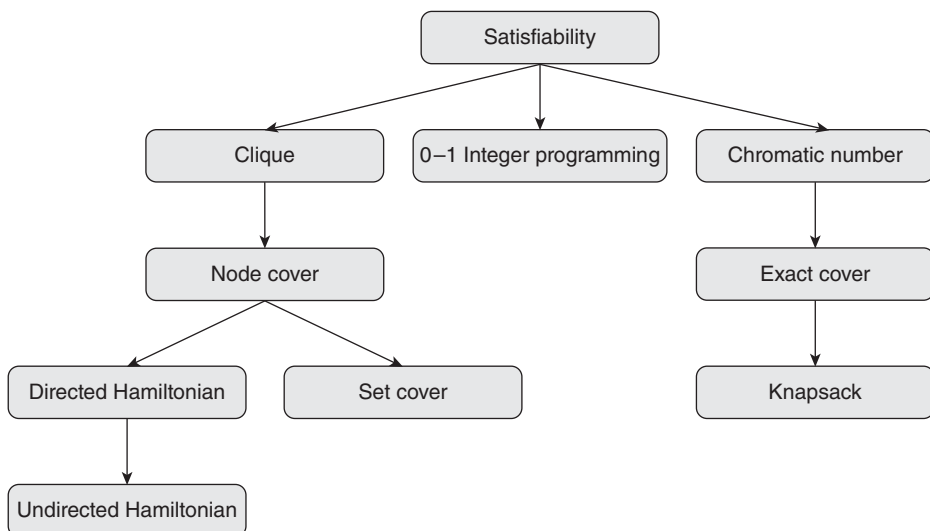 Satisfiability
Clique
0–1 Integer programming
Chromatic number
Node cover
Exact cover
Directed Hamiltonian
Set cover
Knapsack
Undirected Hamiltonian